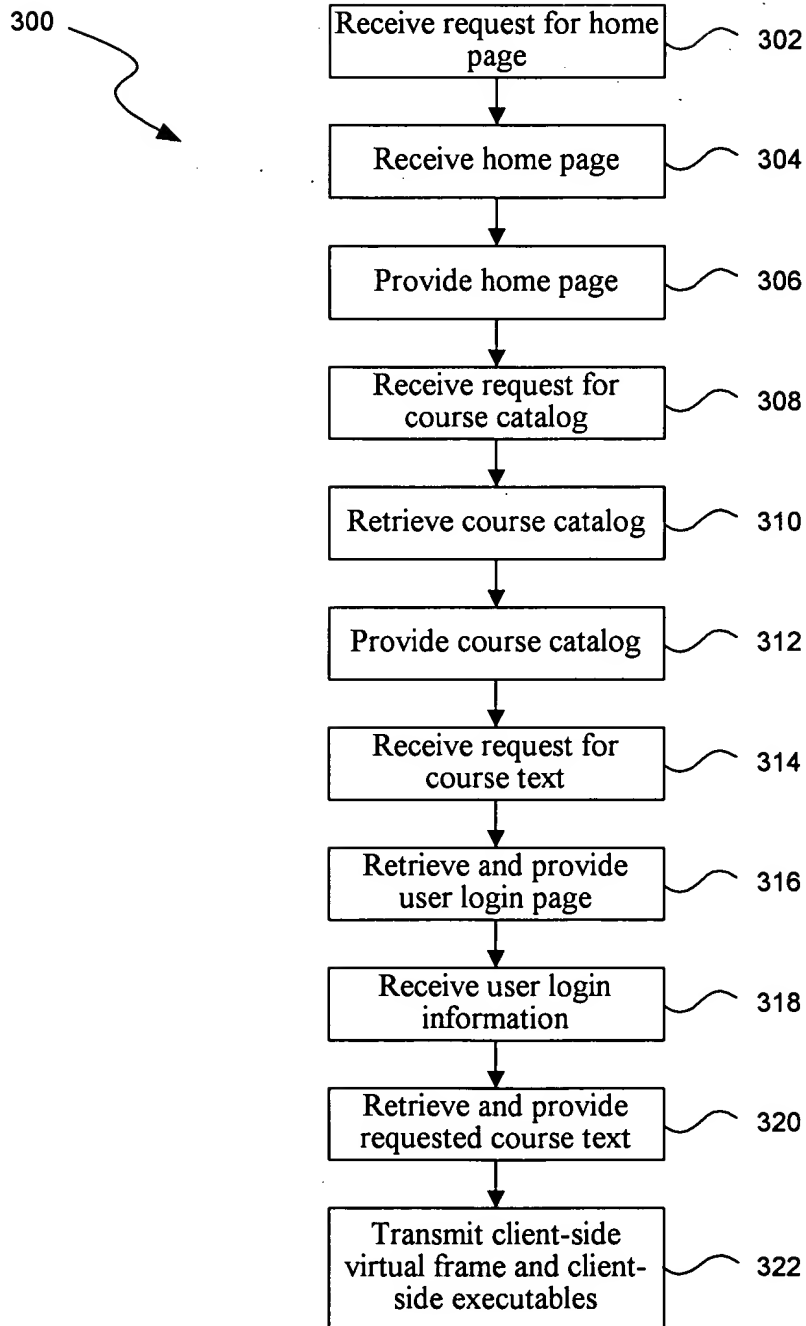 300
Receive request for home
page
302
Receive home page
304
Provide home page
306
Receive request for
course catalog
308
Retrieve course catalog
310
Provide course catalog
312
Receive request for
course text
314
Retrieve and provide
user login page
316
Receive user login
information
318
Retrieve and provide
requested course text
320
Transmit client-side
virtual frame and client-
side executables
322